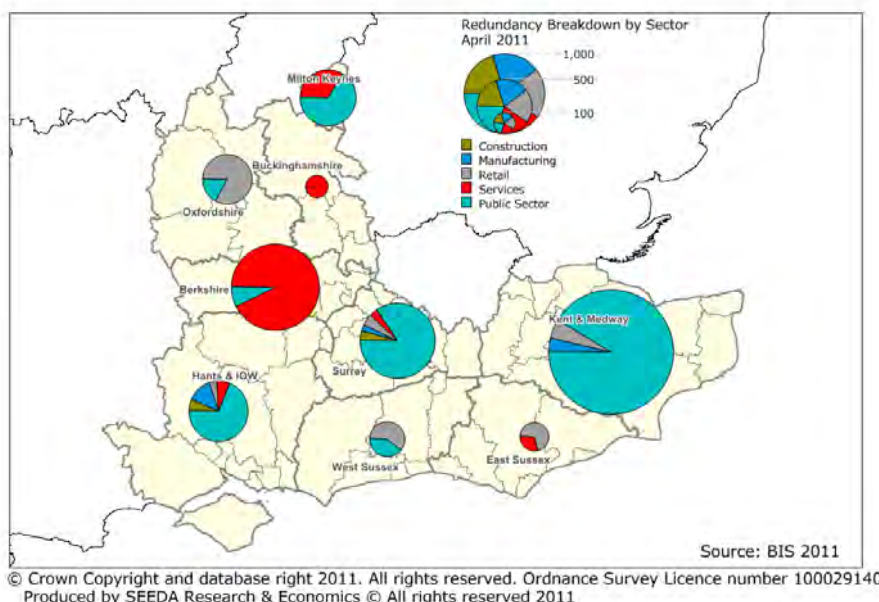 Redundancy Breakdown by Sector
April 2011
1,000
500
100
Construction
Manufacturing
Retail
Services
Public Sector
Milton Keynes
Buckinghamshire
Oxfordshire
Berkshire
Kent & Medway
Surrey
Hants & IOW
West Sussex
East Sussex
Source: BIS 2011
© Crown Copyright and database right 2011. All rights reserved. Ordnance Survey Licence number 100029140
Produced by SEEDA Research & Economics © All rights reserved 2011